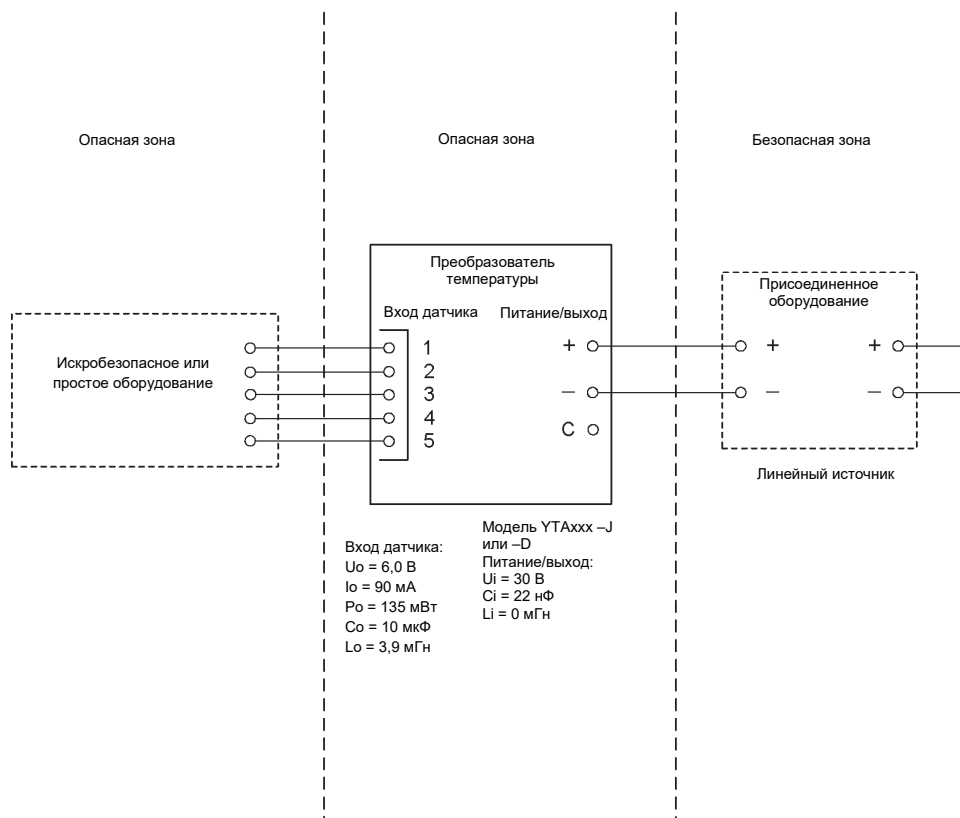 Опасная зона
Опасная зона
Безопасная зона
Преобразователь
температуры
Вход датчика
Питание/выход
1
2
3
4
5
+
–
C
Искробезопасное или
простое оборудование
Присоединенное
оборудование
+ +
– –
Линейный источник
Вход датчика:
Uo = 6,0 В
Io = 90 мА
Po = 135 мВт
Co = 10 мкФ
Lo = 3,9 мГн
Модель YTAxxx –J
или –D
Питание/выход:
Ui = 30 В
Ci = 22 нФ
Li = 0 мГн